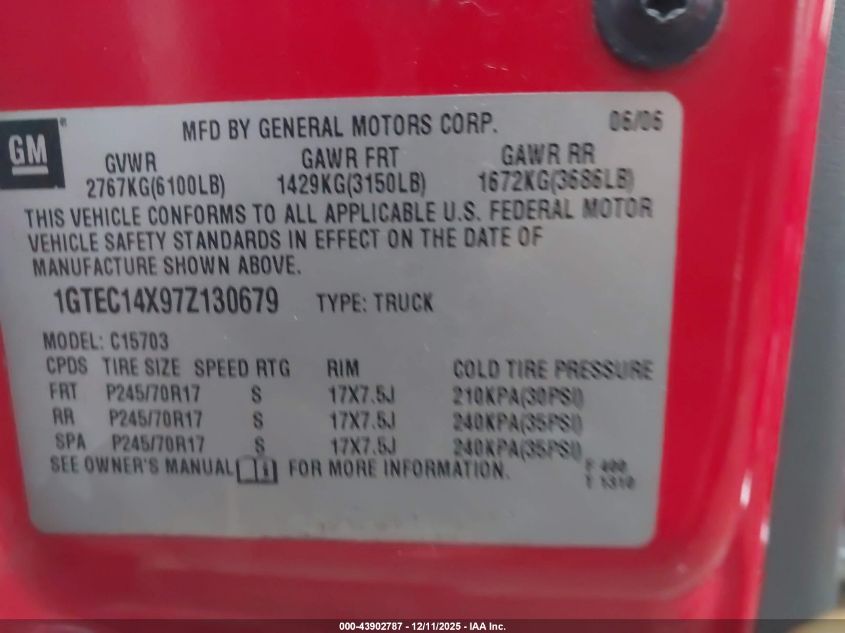 GM® MFD BY GENERAL MOTORS CORP. 06/06
GVWR GAWR FRT GAWR RR
2767KG(6100LB) 1429KG(3150LB) 1672KG(3686LB)
THIS VEHICLE CONFORMS TO ALL APPLICABLE U.S. FEDERAL MOTOR
VEHICLE SAFETY STANDARDS IN EFFECT ON THE DATE OF
MANUFACTURE SHOWN ABOVE.
1GTEC14X97Z130679 TYPE: TRUCK
MODEL: C15703
CPDS TIRE SIZE SPEED RTG RIM COLD TIRE PRESSURE
FRT P245/70R17 S 17X7.5J 210KPA(30PSI)
RR P245/70R17 S 17X7.5J 240KPA(35PSI)
SPA P245/70R17 S 17X7.5J 240KPA(35PSI)
SEE OWNER'S MANUAL FOR MORE INFORMATION.
F 400
T 1310
000-43902787 - 12/11/2025 - IAA Inc.